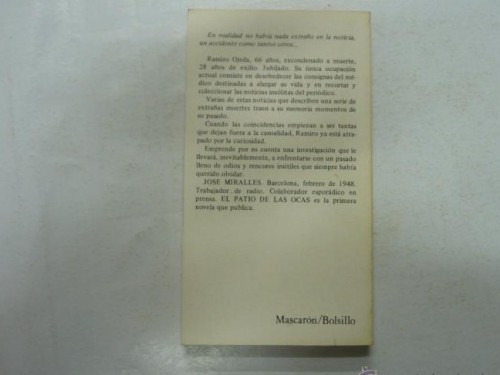 En realidad no había nada extraño en la noticia,
un accidente como tantos otros...
Ramiro Ojeda, 66 años, excondenado a muerte,
28 años de exilio. Jubilado. Su única ocupación
actual consiste en desobedecer las consignas del mé-
dico destinadas a alargar su vida y en recortar y
coleccionar las noticias insólitas del periódico.
Varias de estas noticias que describen una serie de
extrañas muertes traen a su memoria momentos de
su pasado.
Cuando las coincidencias empiezan a ser tantas
que dejan fuera a la casualidad, Ramiro ya está atra-
pado por la curiosidad.
Emprende por su cuenta una investigación que le
llevará, inevitablemente, a enfrentarse con un pasado
lleno de odios y rencores inútiles que siempre había
querido olvidar.
JOSE MIRALLES. Barcelona, febrero de 1948.
Trabajador de radio. Colaborador esporádico en
prensa. EL PATIO DE LAS OCAS es la primera
novela que publica.
Mascarón/Bolsillo